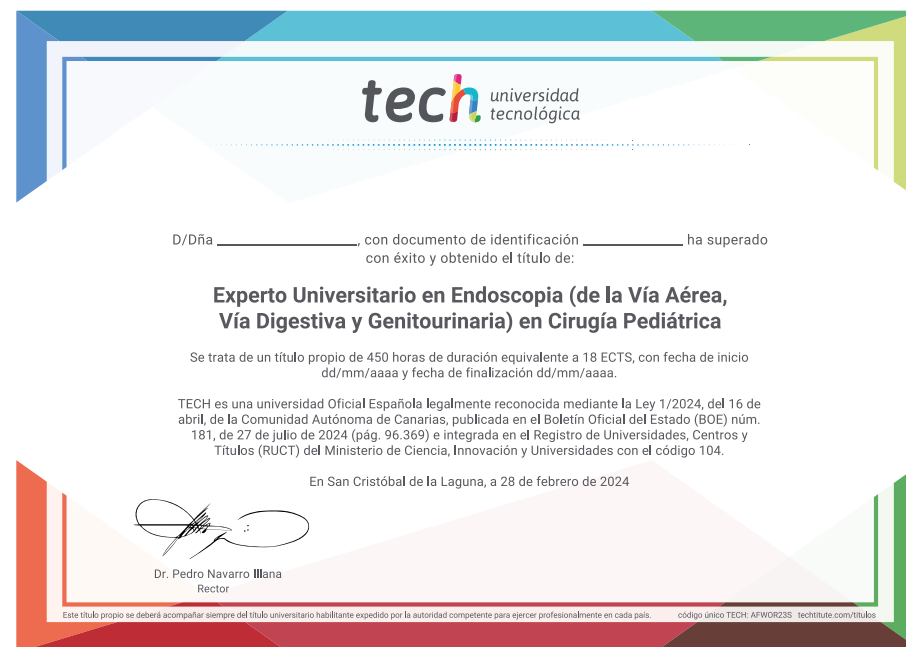 tech universidad
tecnológica
D/Dña ____________________, con documento de identificación ______________ ha superado
con éxito y obtenido el título de:
Experto Universitario en Endoscopia (de la Vía Aérea,
Vía Digestiva y Genitourinaria) en Cirugía Pediátrica
Se trata de un título propio de 450 horas de duración equivalente a 18 ECTS, con fecha de inicio
dd/mm/aaaa y fecha de finalización dd/mm/aaaa.
TECH es una universidad Oficial Española legalmente reconocida mediante la Ley 1/2024, del 16 de
abril, de la Comunidad Autónoma de Canarias, publicada en el Boletín Oficial del Estado (BOE) núm.
181, de 27 de julio de 2024 (pág. 96.369) e integrada en el Registro de Universidades, Centros y
Títulos (RUCT) del Ministerio de Ciencia, Innovación y Universidades con el código 104.
En San Cristóbal de la Laguna, a 28 de febrero de 2024
Dr. Pedro Navarro Illana
Rector
Este título propio se deberá acompañar siempre del título universitario habilitante expedido por la autoridad competente para ejercer profesionalmente en cada país. código único TECH: AFWOR23S techtitute.com/titulos